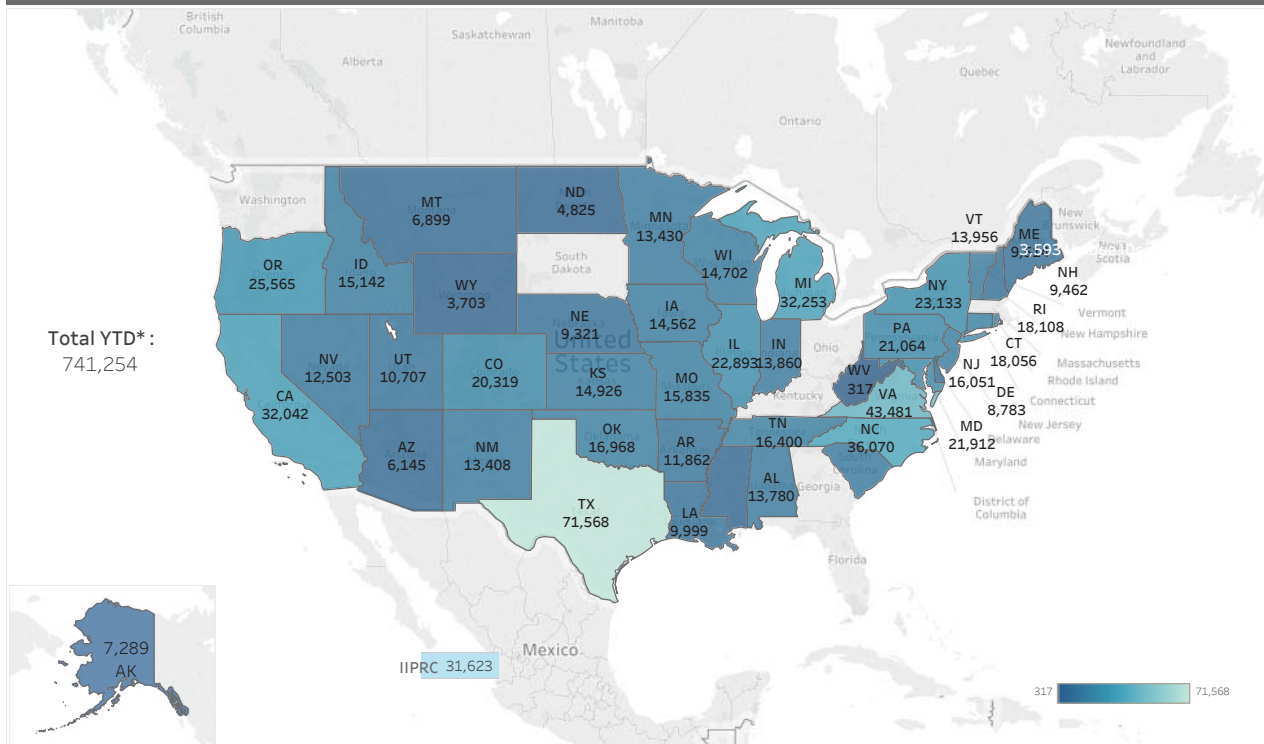 British
Columbia
Alberta
Saskatchewan
Manitoba
Ontario
Quebec
Newfoundland
and
Labrador
New
Brunswick
Nova
Scotia
Washington
MT
6,899
ND
4,825
MN
13,430
WI
14,702
MI
32,253
VT
13,956
ME
3,593
NH
9,462
OR
25,565
ID
15,142
WY
3,703
South
Dakota
NE
9,321
IA
14,562
NY
23,133
RI
18,108
Vermont
New Hampshire
Total YTD* :
741,254
CA
32,042
NV
12,503
UT
10,707
CO
20,319
United
States
KS
14,926
MO
15,835
IL
22,893
IN
13,860
Ohio
PA
21,064
WV
317
VA
43,481
CT
18,056
Massachusetts
NJ
16,051
Rhode Island
DE
8,783
Connecticut
New Jersey
MD
21,912
Delaware
Maryland
District of
Columbia
Kentucky
AZ
6,145
NM
13,408
OK
16,968
AR
11,862
TN
16,400
NC
36,070
South
Carolina
TX
71,568
LA
9,999
AL
13,780
Georgia
Florida
Mexico
7,289
AK
IIPRC 31,623
317
71,568